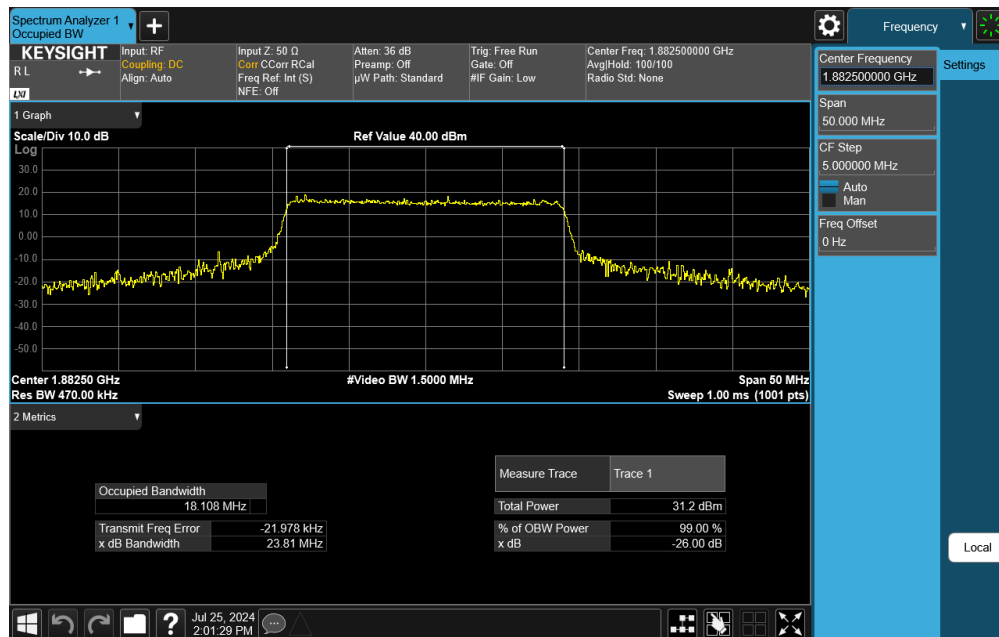 Spectrum Analyzer 1
Occupied BW
Frequency
KEYSIGHT
R L
LXI
Input: RF
Coupling: DC
Align: Auto
Input Z: 50 Ω
Corr CCorr RCal
Freq Ref: Int (S)
NFE: Off
Atten: 36 dB
Preamp: Off
µW Path: Standard
Trig: Free Run
Gate: Off
#IF Gain: Low
Center Freq: 1.882500000 GHz
Avg|Hold: 100/100
Radio Std: None
Center Frequency
1.882500000 GHz
Settings
Span
50.000 MHz
CF Step
5.000000 MHz
Auto
Man
Freq Offset
0 Hz
1 Graph
Scale/Div 10.0 dB
Ref Value 40.00 dBm
Log
30.0
20.0
10.0
0.00
-10.0
-20.0
-30.0
-40.0
-50.0
Center 1.88250 GHz
#Video BW 1.5000 MHz
Span 50 MHz
Res BW 470.00 kHz
Sweep 1.00 ms (1001 pts)
2 Metrics
Measure Trace
Trace 1
Occupied Bandwidth
18.108 MHz
Total Power
31.2 dBm
Transmit Freq Error
-21.978 kHz
% of OBW Power
99.00 %
x dB Bandwidth
23.81 MHz
x dB
-26.00 dB
Local
?
Jul 25, 2024
2:01:29 PM